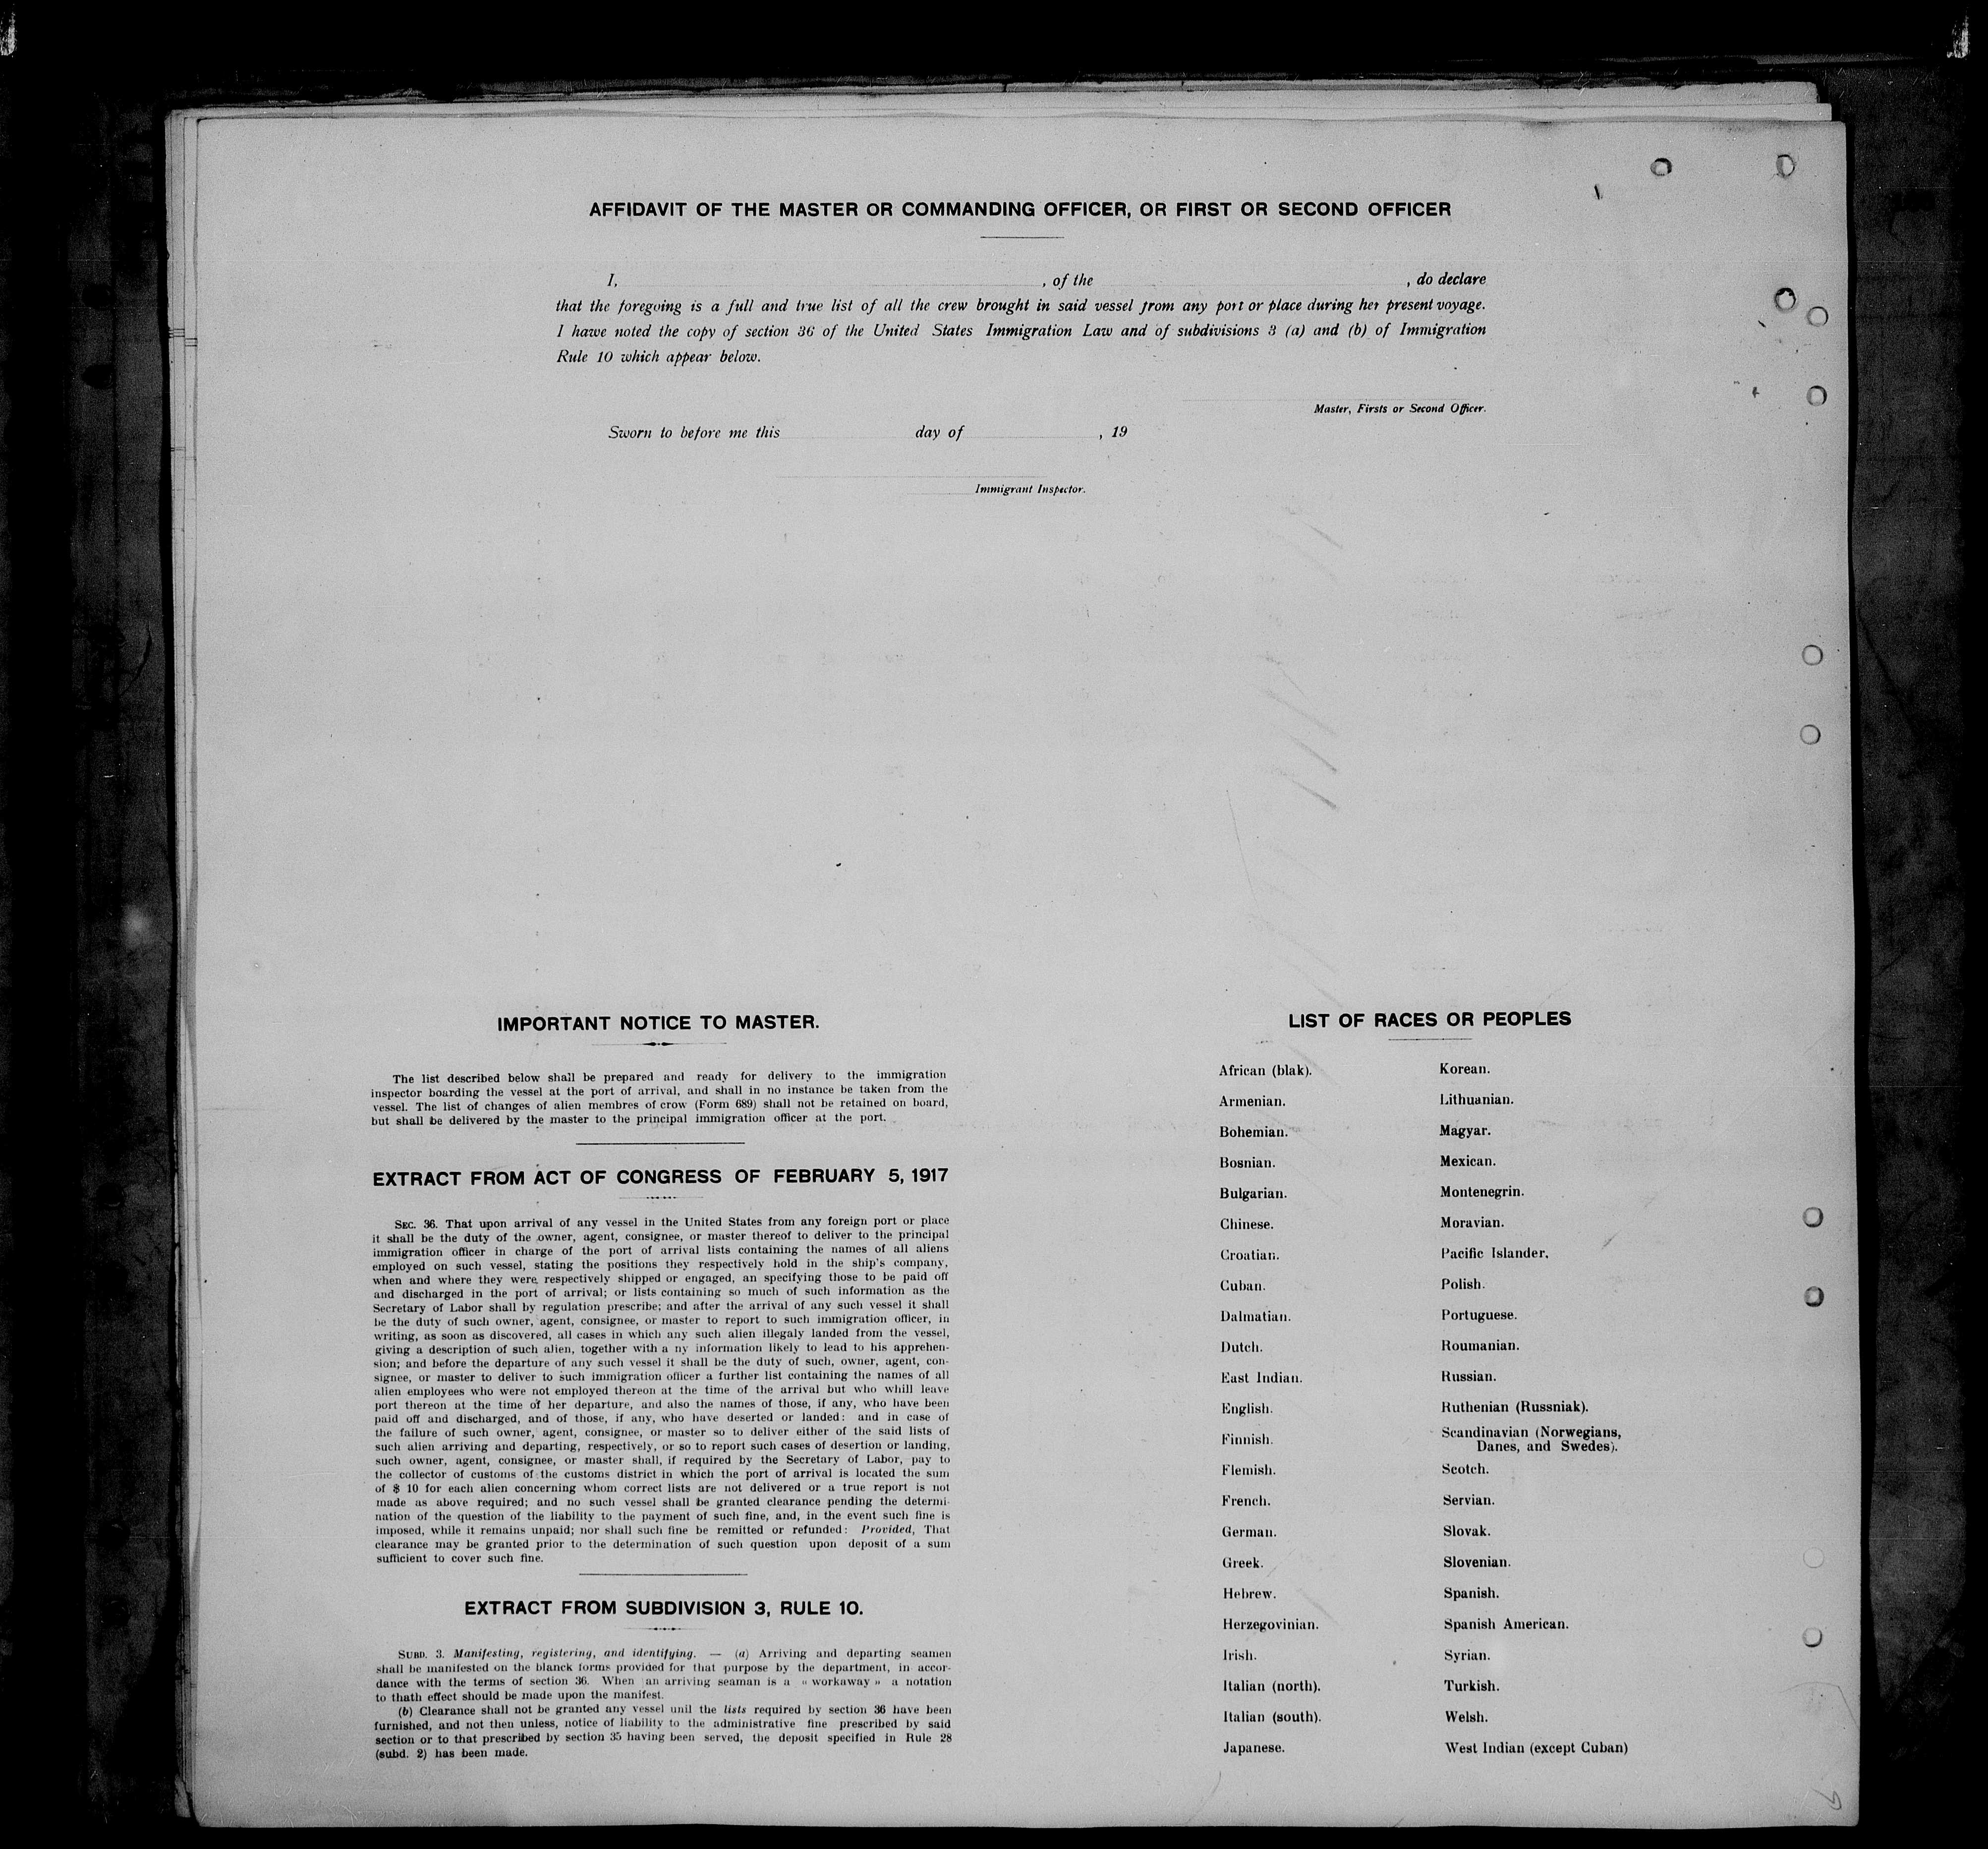 AFFIDAVIT OF THE MASTER OR COMMANDING OFFICER, OR FIRST OR SECOND OFFICER
I, , of the , do declare
that the foregoing is a full and true list of all the crew brought in said vessel from any port or place during her present voyage.
I hawe noted the copy of section 36 of the United States Immigration Law and of subdivisions 3 (a) and (b) of Immigration
Rule 10 which appear below.
Master, Firsts or Second Officer.
Sworn to before me this day of , 19
Immigrant Inspector.
IMPORTANT NOTICE TO MASTER.
The list described below shall be prepared and ready for delivery to the immigration
inspector boarding the vessel at the port of arrival, and shall in no instance be taken from the
vessel. The list of changes of alien membres of crow (Form 689) shall not be retained on board,
but shall be delivered by the master to the principal immigration officer at the port.
EXTRACT FROM ACT OF CONGRESS OF FEBRUARY 5, 1917
SEC. 36. That upon arrival of any vessel in the United States from any foreign port or place
it shall be the duty of the owner, agent, consignee, or master thereof to deliver to the principal
immigration officer in charge of the port of arrival lists containing the names of all aliens
employed on such vessel, stating the positions they respectively hold in the ship's company,
when and where they were respectively shipped or engaged, an specifying those to be paid off
and discharged in the port of arrival; or lists containing so much of such information as the
Secretary of Labor shall by regulation prescribe; and after the arrival of any such vessel it shall
be the duty of such owner, agent, consignee, or master to report to such immigration officer, in
writing, as soon as discovered, all cases in which any such alien illegaly landed from the vessel,
giving a description of such alien, together with a ny information likely to lead to his apprehen-
sion; and before the departure of any such vessel it shall be the duty of such, owner, agent, con-
signee, or master to deliver to such immigration officer a further list containing the names of all
alien employees who were not employed thereon at the time of the arrival but who whill leave
port thereon at the time of her departure, and also the names of those, if any, who have been
paid off and discharged, and of those, if any, who have deserted or landed: and in case of
the failure of such owner, agent, consignee, or master so to deliver either of the said lists of
such alien arriving and departing, respectively, or so to report such cases of desertion or landing,
such owner, agent, consignee, or master shall, if required by the Secretary of Labor, pay to
the collector of customs of the customs district in which the port of arrival is located the sum
of $ 10 for each alien concerning whom correct lists are not delivered or a true report is not
made as above required; and no such vessel shall be granted clearance pending the determi-
nation of the question of the liability to the payment of such fine, and, in the event such fine is
imposed, while it remains unpaid; nor shall such fine be remitted or refunded: Provided, That
clearance may be granted prior to the determination of such question upon deposit of a sum
sufficient to cover such fine.
EXTRACT FROM SUBDIVISION 3, RULE 10.
SUBD. 3. Manifesting, registering, and identifying. — (a) Arriving and departing seamen
shall be manifested on the blanck forms provided for that purpose by the department, in accor-
dance with the terms of section 36. When an arriving seaman is a « workaway » a notation
to thath effect should be made upon the manifest.
(b) Clearance shall not be granted any vessel unil the lists required by section 36 have been
furnished, and not then unless, notice of liability to the administrative fine prescribed by said
section or to that prescribed by section 35 having been served, the deposit specified in Rule 28
(subd. 2) has been made.
LIST OF RACES OR PEOPLES
African (blak).
Armenian.
Bohemian.
Bosnian.
Bulgarian.
Chinese.
Croatian.
Cuban.
Dalmatian.
Dutch.
East Indian.
English.
Finnish.
Flemish.
French.
German.
Greek.
Hebrew.
Herzegovinian.
Irish.
Italian (north).
Italian (south).
Japanese.
Korean.
Lithuanian.
Magyar.
Mexican.
Montenegrin.
Moravian.
Pacific Islander.
Polish.
Portuguese.
Roumanian.
Russian.
Ruthenian (Russniak).
Scandinavian (Norwegians,
Danes, and Swedes).
Scotch.
Servian.
Slovak.
Slovenian.
Spanish.
Spanish American.
Syrian.
Turkish.
Welsh.
West Indian (except Cuban)